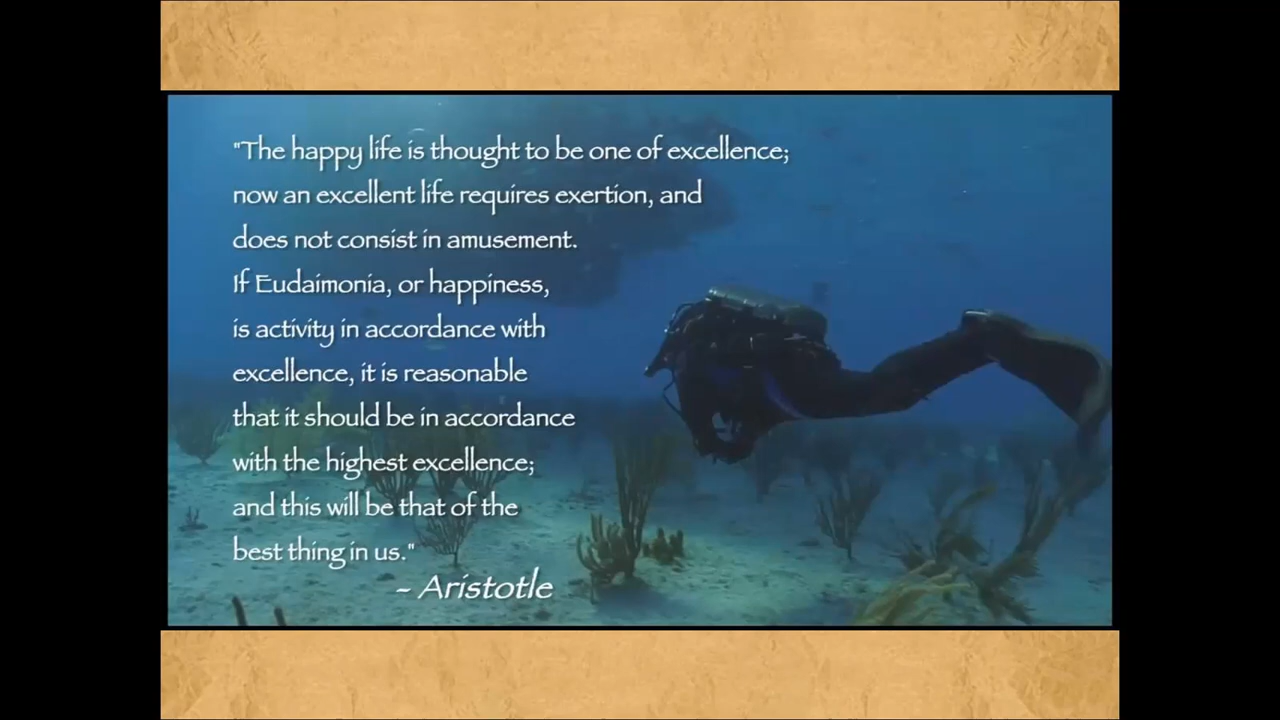 "The happy life is thought to be one of excellence;
now an excellent life requires exertion, and
does not consist in amusement.
If Eudaimonia, or happiness,
is activity in accordance with
excellence, it is reasonable
that it should be in accordance
with the highest excellence;
and this will be that of the
best thing in us."
- Aristotle